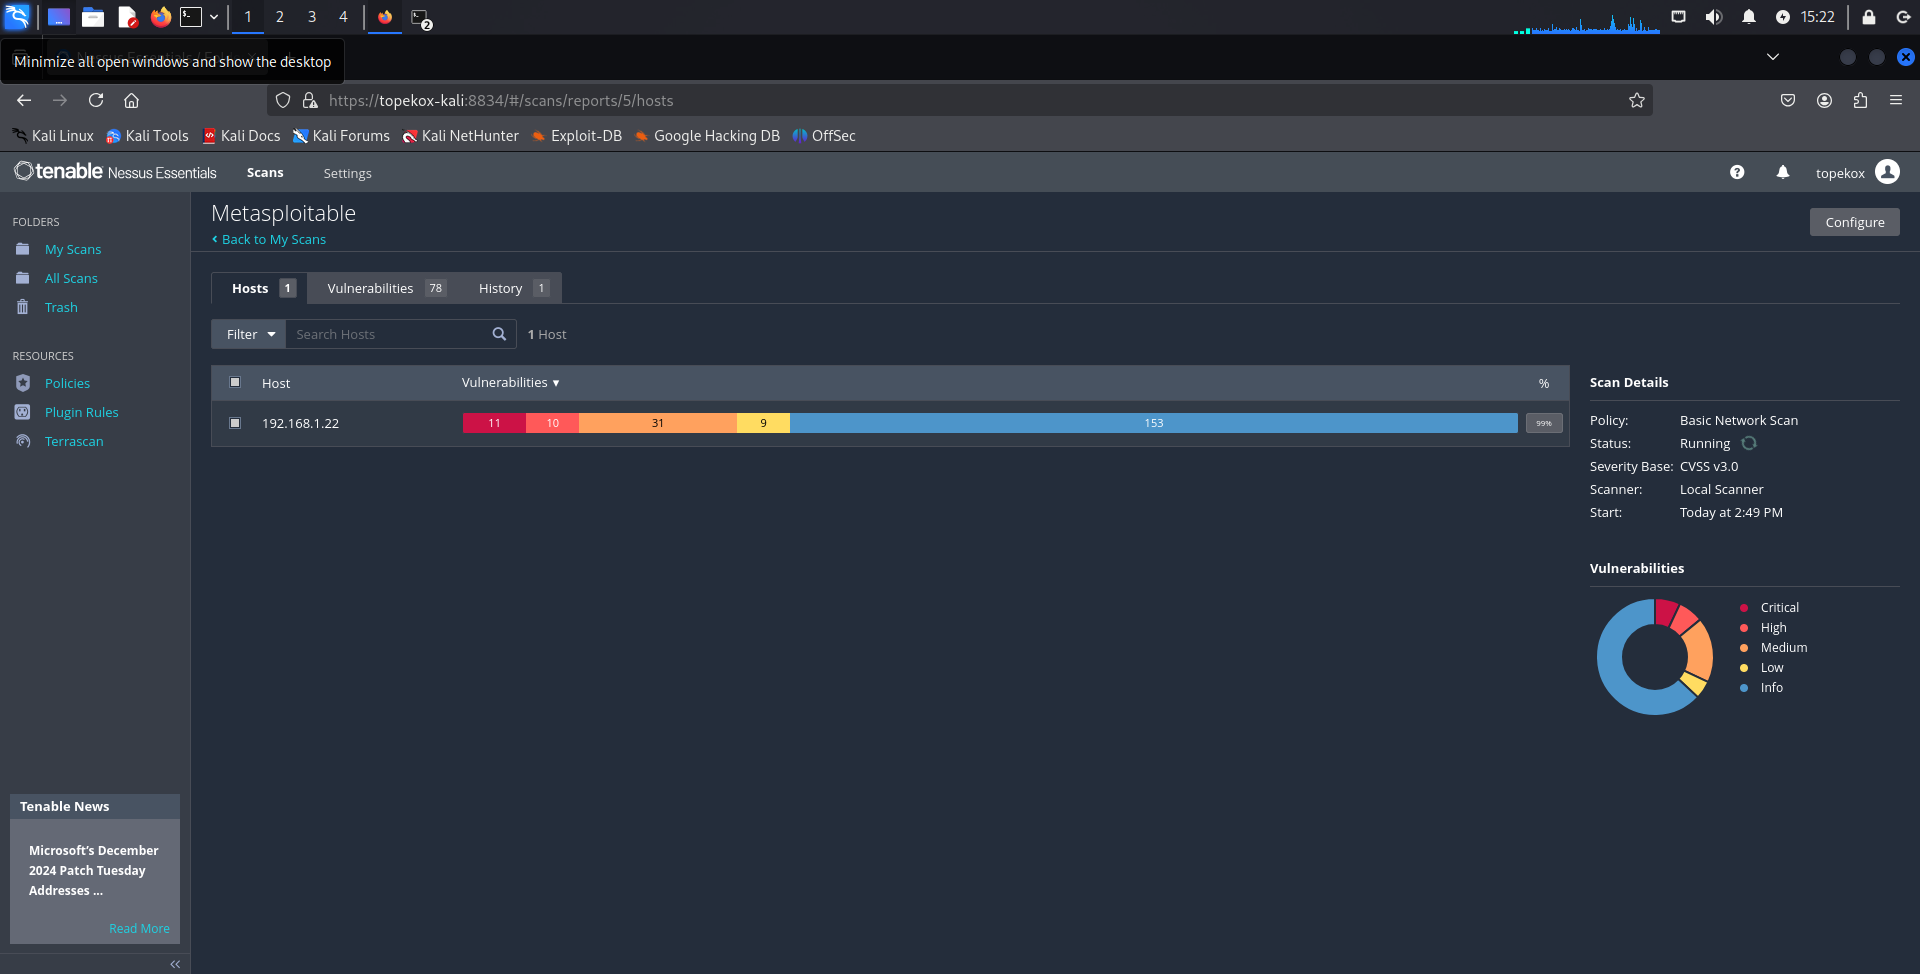 1 2 3 4 2 15:22
Minimize all open windows and show the desktop
https://topekox-kali:8834/#/scans/reports/5/hosts
Kali Linux Kali Tools Kali Docs Kali Forums Kali NetHunter Exploit-DB Google Hacking DB OffSec
tenable Nessus Essentials Scans Settings topekox
FOLDERS
My Scans
All Scans
Trash
RESOURCES
Policies
Plugin Rules
Terrascan
Tenable News
Microsoft's December
2024 Patch Tuesday
Addresses ...
Read More
Metasploitable
Back to My Scans
Configure
Hosts 1 Vulnerabilities 78 History 1
Filter Search Hosts 1 Host
Host Vulnerabilities %
192.168.1.22 11 10 31 9 153 99%
Scan Details
Policy: Basic Network Scan
Status: Running
Severity Base: CVSS v3.0
Scanner: Local Scanner
Start: Today at 2:49 PM
Vulnerabilities
Critical
High
Medium
Low
Info